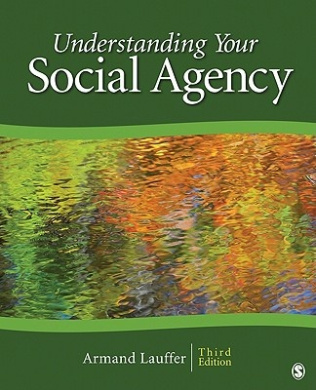 Understanding Your
Social Agency
Armand Lauffer
Third
Edition